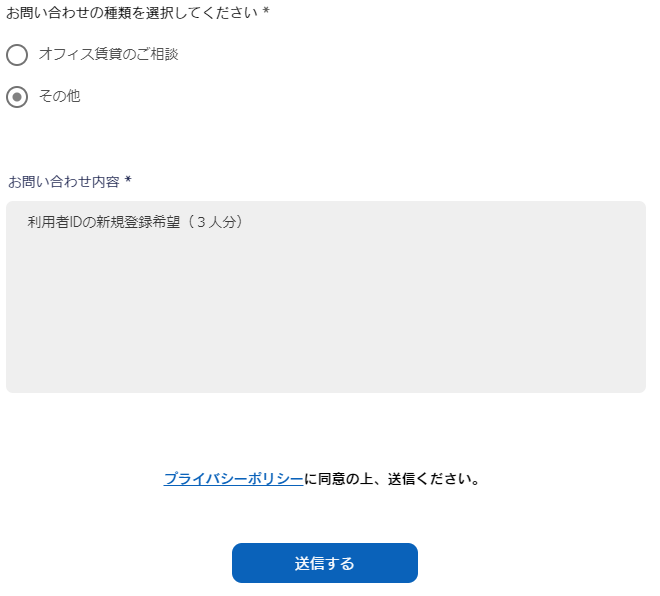 お問い合わせの種類を選択してください *
オフィス賃貸のご相談
その他
お問い合わせ内容 *
利用者IDの新規登録希望（３人分）
プライバシーポリシーに同意の上、送信ください。
送信する